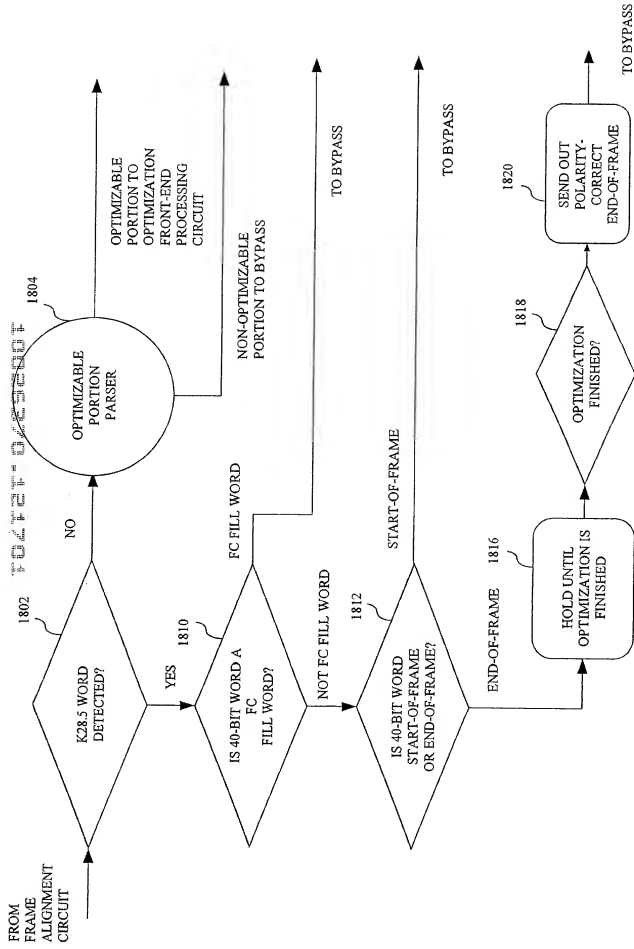 FROM
FRAME
ALIGNMENT
CIRCUIT
1802
K28.5 WORD
DETECTED?
NO
1804
OPTIMIZABLE
PORTION
PARSER
OPTIMIZABLE
PORTION TO
OPTIMIZATION
FRONT-END
PROCESSING
CIRCUIT
NON-OPTIMIZABLE
PORTION TO BYPASS
YES
1810
IS 40-BIT WORD A
FC
FILL WORD?
FC FILL WORD
TO BYPASS
NOT FC FILL WORD
1812
IS 40-BIT WORD
START-OF-FRAME
OR END-OF-FRAME?
START-OF-FRAME
TO BYPASS
END-OF-FRAME
1816
HOLD UNTIL
OPTIMIZATION IS
FINISHED
1818
OPTIMIZATION
FINISHED?
1820
SEND OUT
POLARITY-
CORRECT
END-OF-FRAME
TO BYPASS